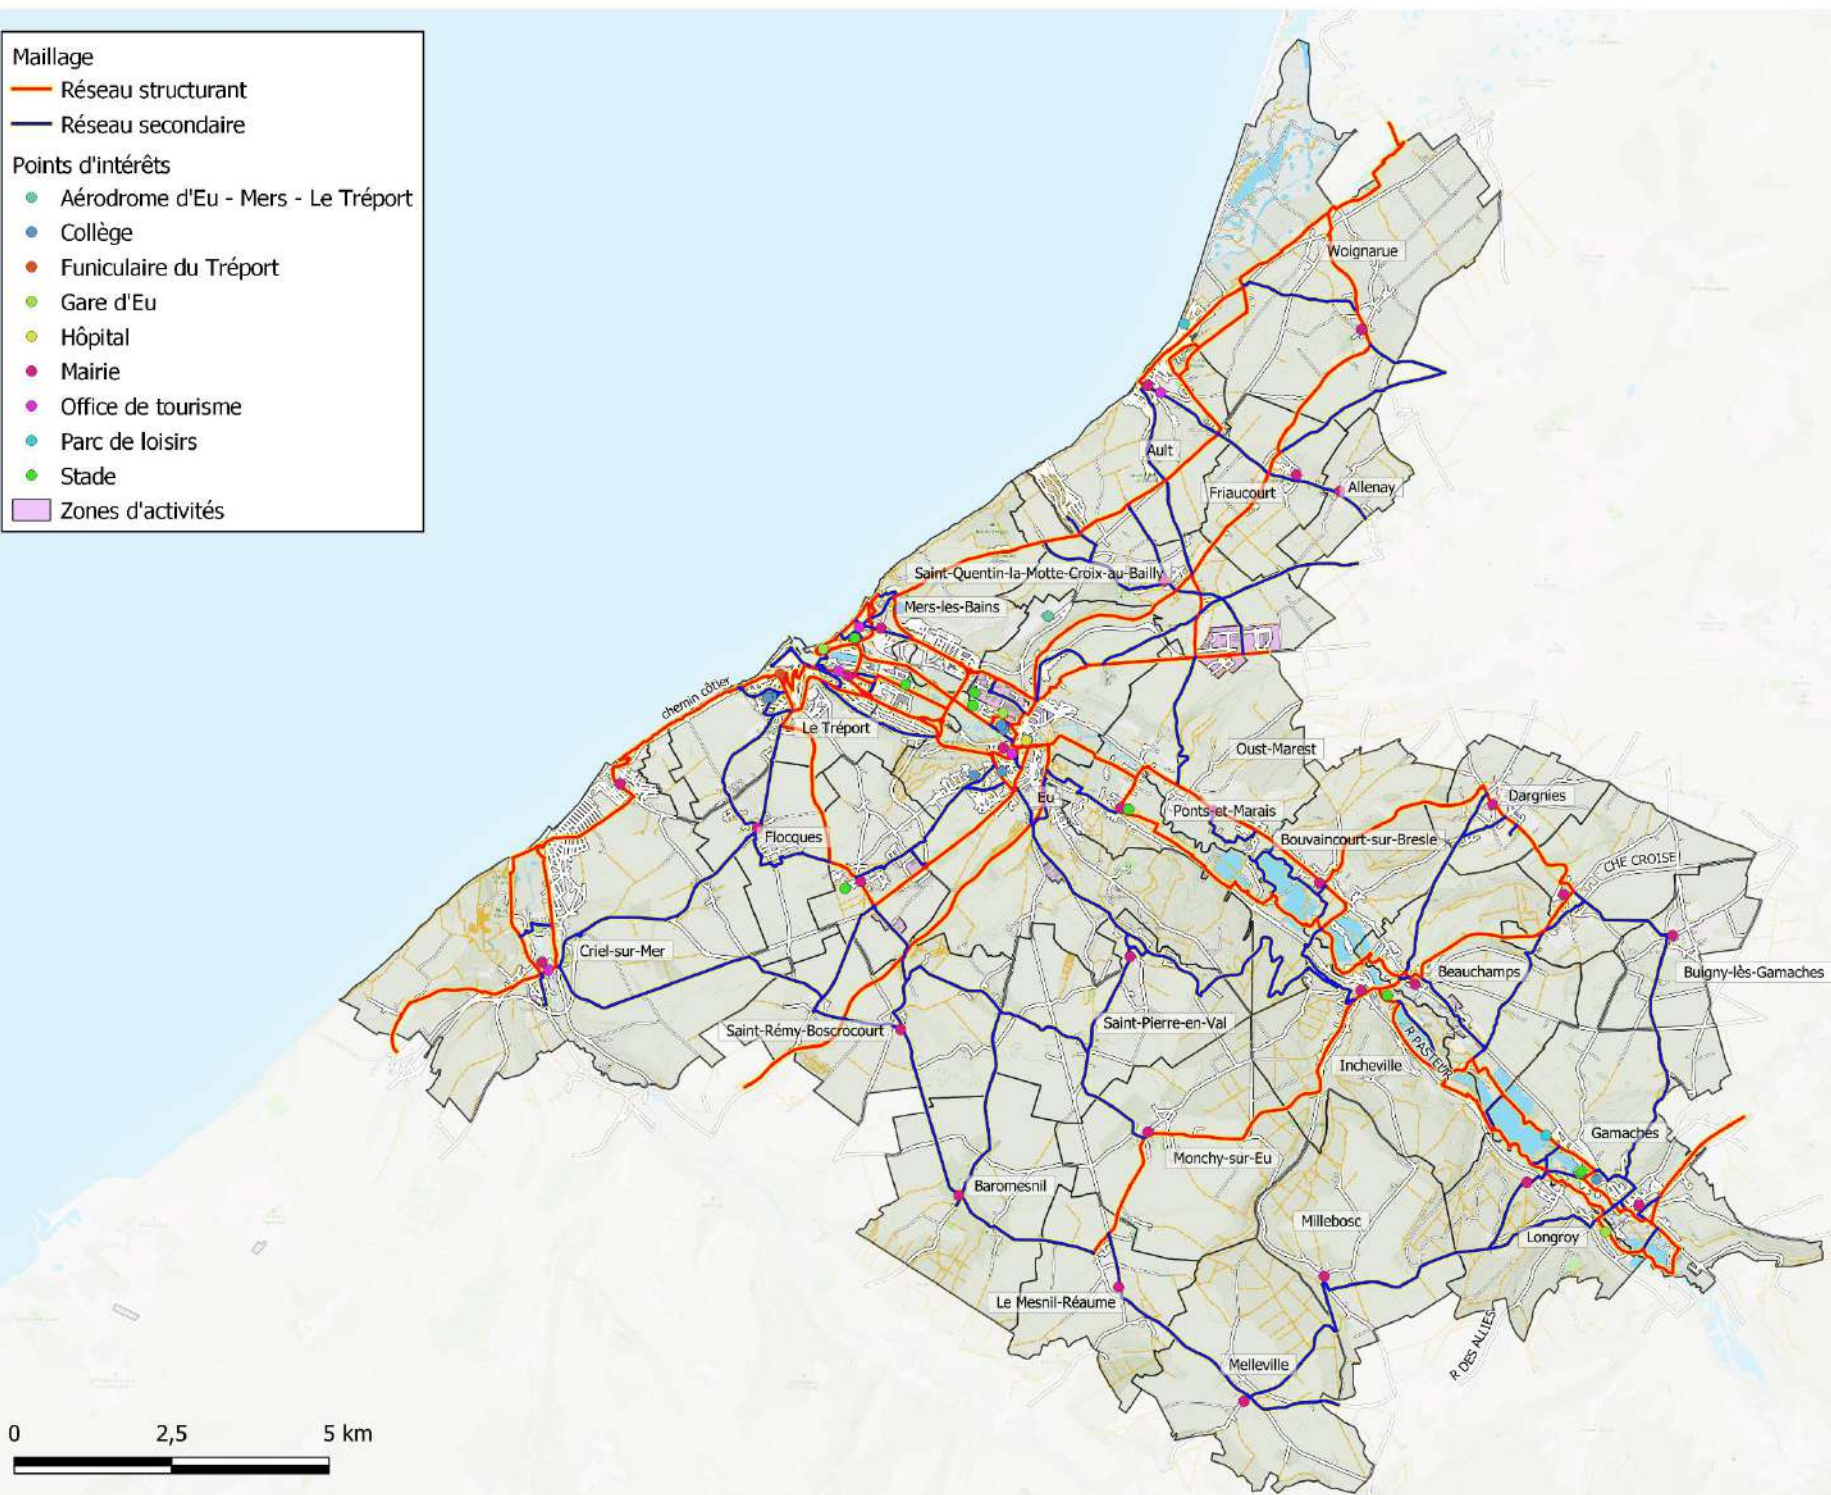 Maillage
Réseau structurant
Réseau secondaire
Points d'intérêts
Aérodrome d'Eu - Mers - Le Tréport
Collège
Funiculaire du Tréport
Gare d'Eu
Hôpital
Mairie
Office de tourisme
Parc de loisirs
Stade
Zones d'activités
Woignarue
Ault
Friaucourt
Allenay
Saint-Quentin-la-Motte-Croix-au-Bailly
Mers-les-Bains
chemin côtier
Le Tréport
Oust-Marest
Eu
Ponts-et-Marais
Dargnies
Flocques
Bouvaincourt-sur-Bresle
CHE CROISE
Criel-sur-Mer
Beauchamps
Buigny-lès-Gamaches
Saint-Rémy-Boscrocourt
Saint-Pierre-en-Val
R PASTEUR
Incheville
Gamaches
Monchy-sur-Eu
Baromesnil
Millebosc
Longroy
Le Mesnil-Réaume
R DES ALLIES
Melleville
0 2,5 5 km